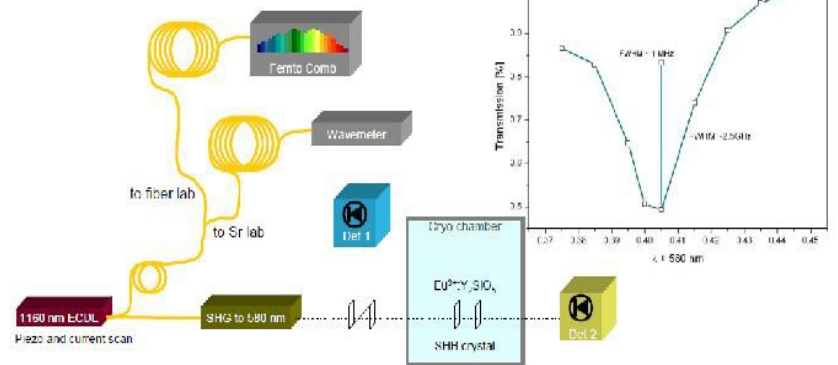 Femto Comb
Wavemeter
to fiber lab
to Sr lab
Det 1
Cryo chamber
SHB crystal
1160 nm ECDL
Piezo and current scan
SHG to 580 nm
Det 2
Transmission [%]
0.9
0.8
0.7
0.6
0.5
FWHM ~ 1 MHz
FWHM ~2.5GHz
0.37 0.38 0.39 0.40 0.41 0.42 0.43 0.44 0.45
+ 580 nm